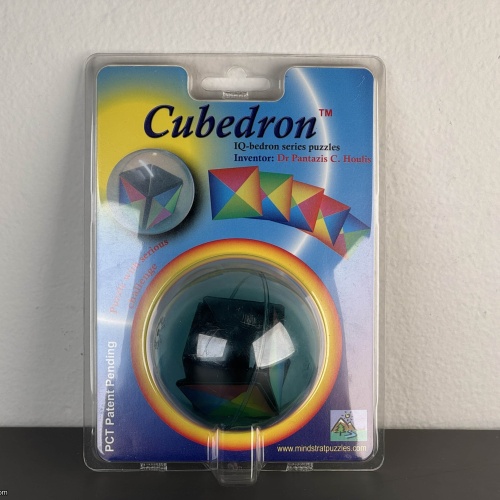 Cubedron™
IQ-bedron series puzzles
Inventor: Dr Pantazis C. Houlis
PCT Patent Pending
www.mindstratpuzzles.com